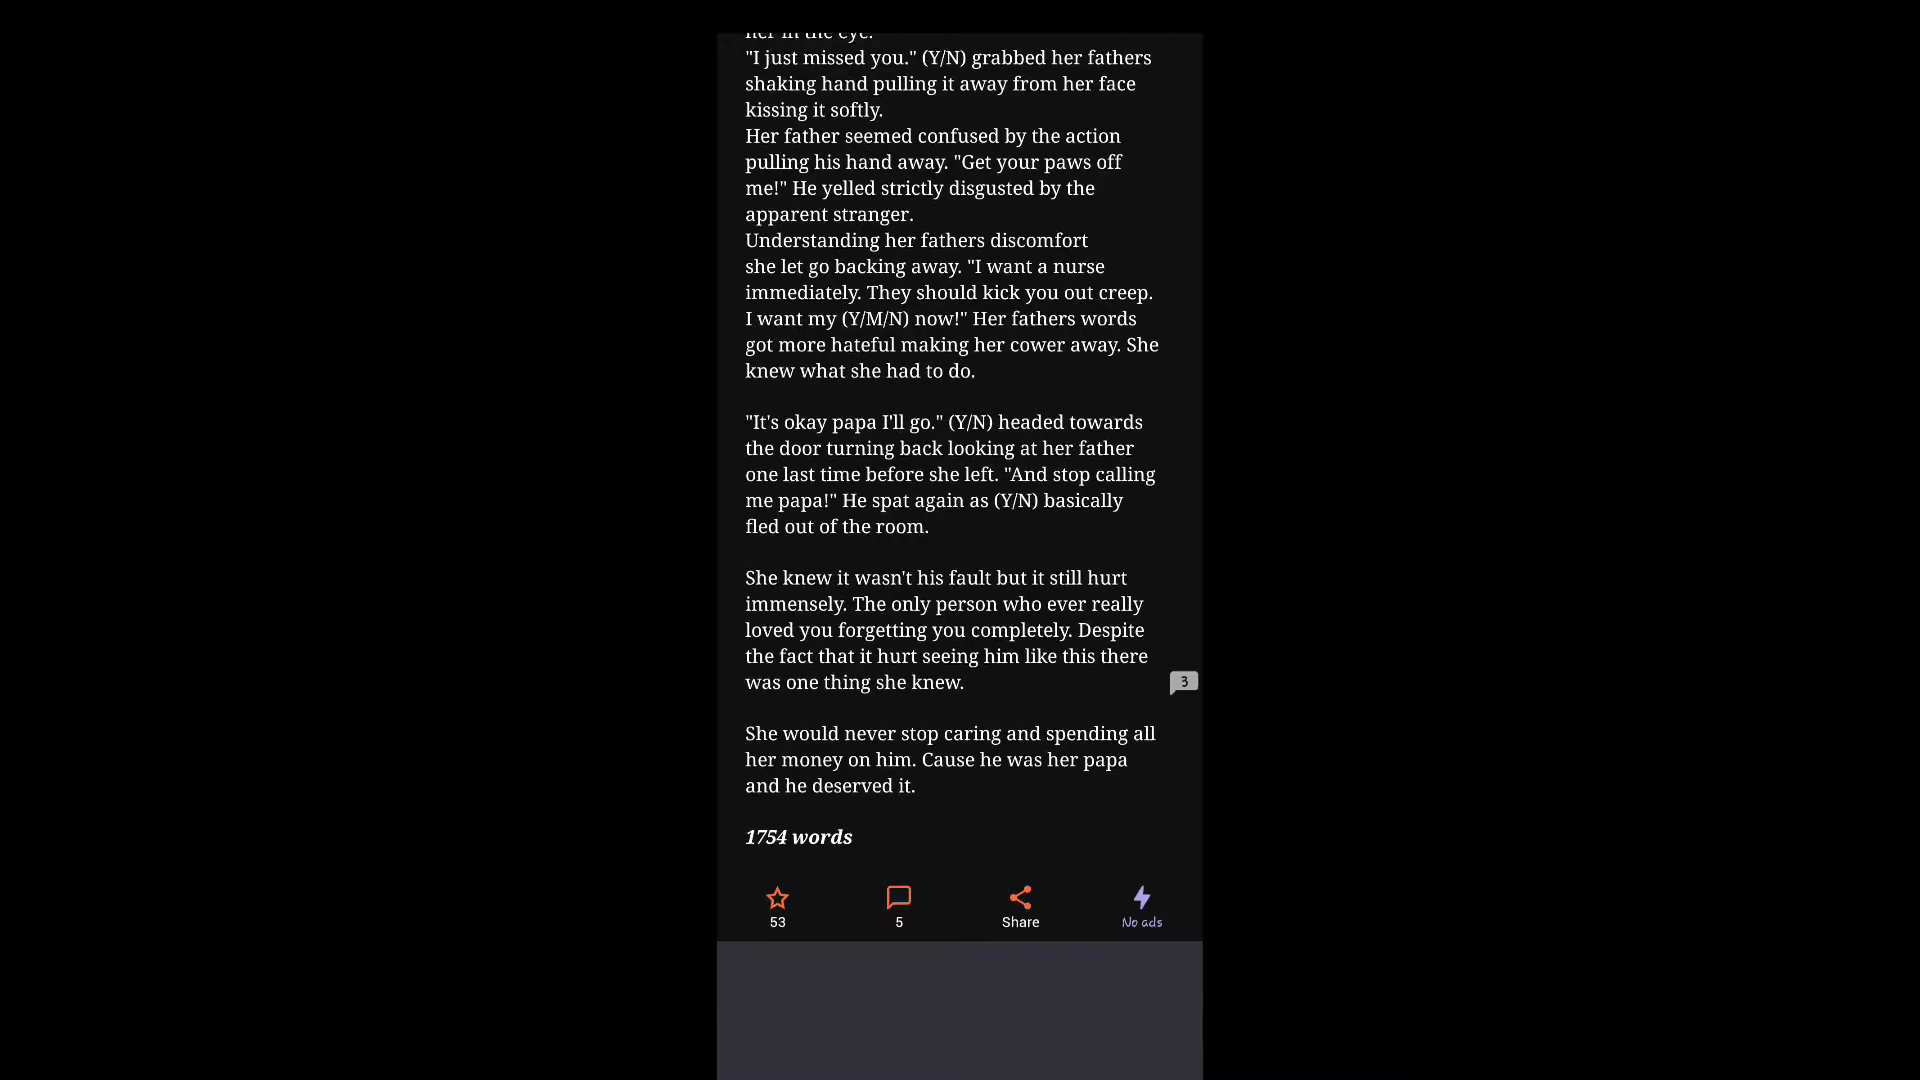 her in the eye.
"I just missed you." (Y/N) grabbed her fathers
shaking hand pulling it away from her face
kissing it softly.
Her father seemed confused by the action
pulling his hand away. "Get your paws off
me!" He yelled strictly disgusted by the
apparent stranger.
Understanding her fathers discomfort
she let go backing away. "I want a nurse
immediately. They should kick you out creep.
I want my (Y/M/N) now!" Her fathers words
got more hateful making her cower away. She
knew what she had to do.
"It's okay papa I'll go." (Y/N) headed towards
the door turning back looking at her father
one last time before she left. "And stop calling
me papa!" He spat again as (Y/N) basically
fled out of the room.
She knew it wasn't his fault but it still hurt
immensely. The only person who ever really
loved you forgetting you completely. Despite
the fact that it hurt seeing him like this there
was one thing she knew.
3
She would never stop caring and spending all
her money on him. Cause he was her papa
and he deserved it.
1754 words
53
5
Share
No ads